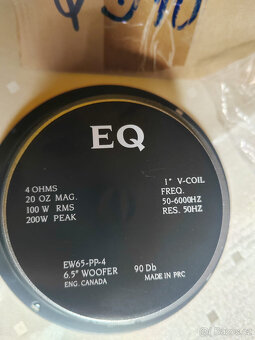 EQ
4 OHMS
20 OZ MAG.
100 W RMS
200W PEAK
1" V-COIL
FREQ.
50-6000HZ
RES. 50HZ
EW65-PP-4
6.5" WOOFER
ENG. CANADA
90 Db
MADE IN PRC